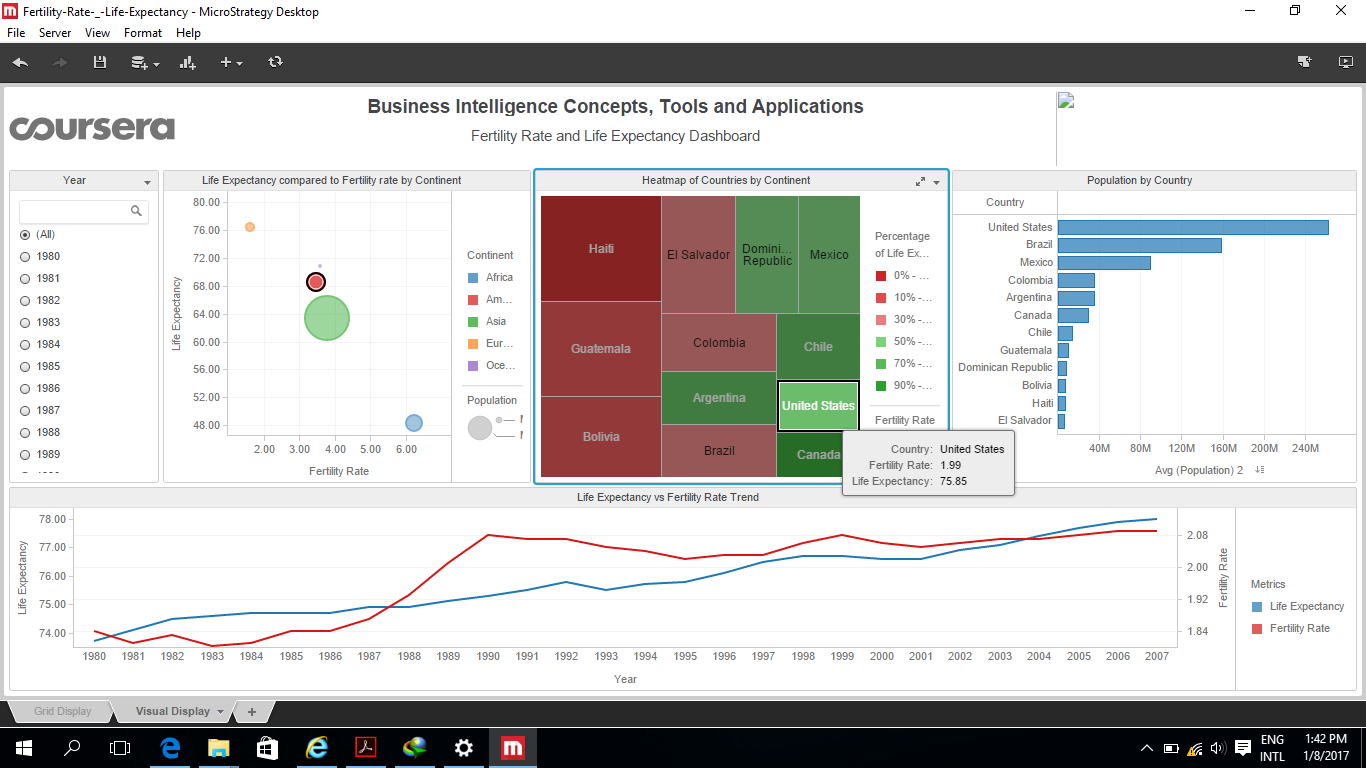 Fertility-Rate-_-Life-Expectancy - MicroStrategy Desktop
File Server View Format Help
coursera
Business Intelligence Concepts, Tools and Applications
Fertility Rate and Life Expectancy Dashboard
Year
(All)
1980
1981
1982
1983
1984
1985
1986
1987
1988
1989
Life Expectancy compared to Fertility rate by Continent
Life Expectancy
80.00
76.00
72.00
68.00
64.00
60.00
56.00
52.00
48.00
2.00 3.00 4.00 5.00 6.00
Fertility Rate
Continent
Africa
Am...
Asia
Eur...
Oce...
Population
Heatmap of Countries by Continent
Haiti
Guatemala
Bolivia
El Salvador
Domini...
Republic
Mexico
Colombia
Chile
Argentina
United States
Brazil
Canada
Percentage
of Life Ex...
0% - ...
10% -...
30% -...
50% -...
70% -...
90% -...
Fertility Rate
Country: United States
Fertility Rate: 1.99
Life Expectancy: 75.85
Population by Country
Country
United States
Brazil
Mexico
Colombia
Argentina
Canada
Chile
Guatemala
Dominican Republic
Bolivia
Haiti
El Salvador
40M 80M 120M 160M 200M 240M
Avg (Population) 2
Life Expectancy vs Fertility Rate Trend
Life Expectancy
78.00
77.00
76.00
75.00
74.00
2.08
2.00
1.92
1.84
Fertility Rate
1980 1981 1982 1983 1984 1985 1986 1987 1988 1989 1990 1991 1992 1993 1994 1995 1996 1997 1998 1999 2000 2001 2002 2003 2004 2005 2006 2007
Year
Metrics
Life Expectancy
Fertility Rate
Grid Display Visual Display
ENG
INTL
1:42 PM
1/8/2017